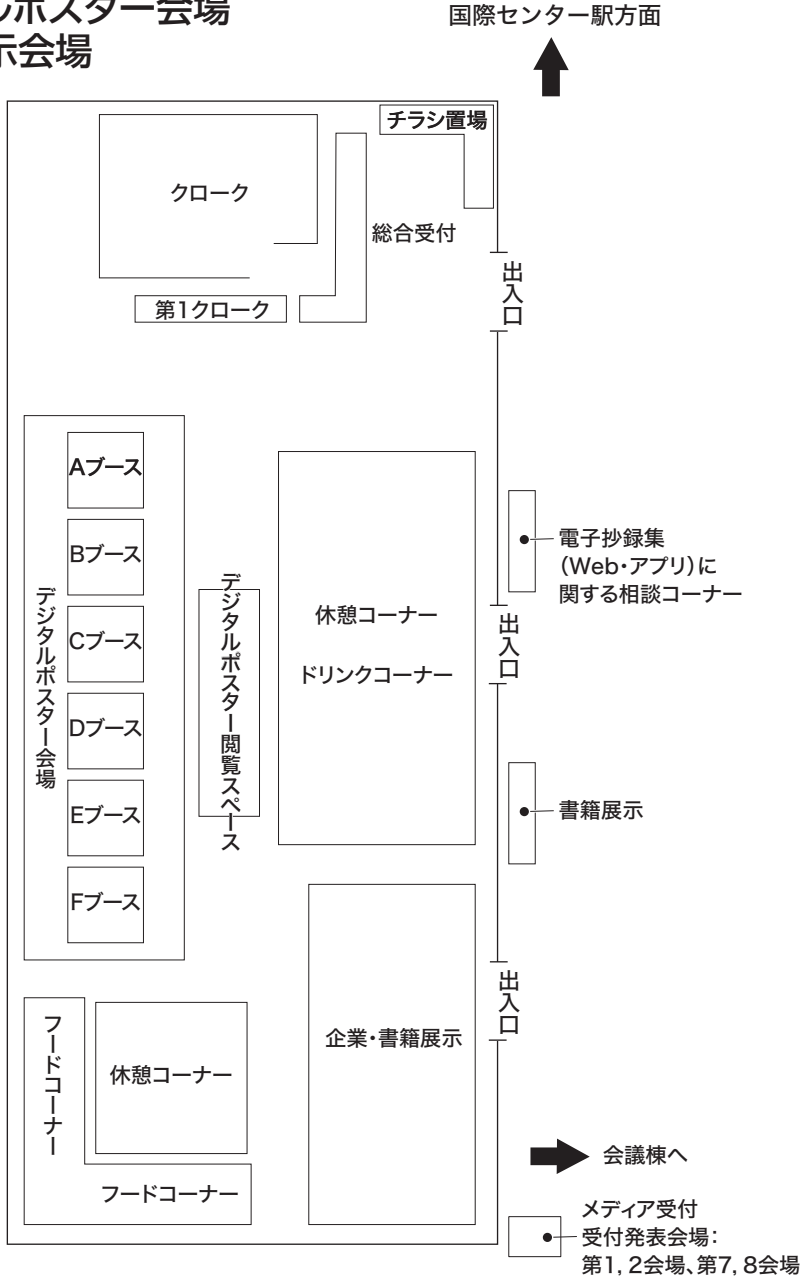 ルポスター会場
示会場
国際センター駅方面
チラシ置場
クローク
総合受付
第1クローク
出入口
Aブース
Bブース
Cブース
Dブース
Eブース
Fブース
デジタルポスター会場
デジタルポスター閲覧スペース
休憩コーナー
ドリンクコーナー
電子抄録集
（Web・アプリ）に
関する相談コーナー
出入口
書籍展示
出入口
企業・書籍展示
フードコーナー
休憩コーナー
フードコーナー
会議棟へ
メディア受付
受付発表会場：
第1, 2会場、第7, 8会場